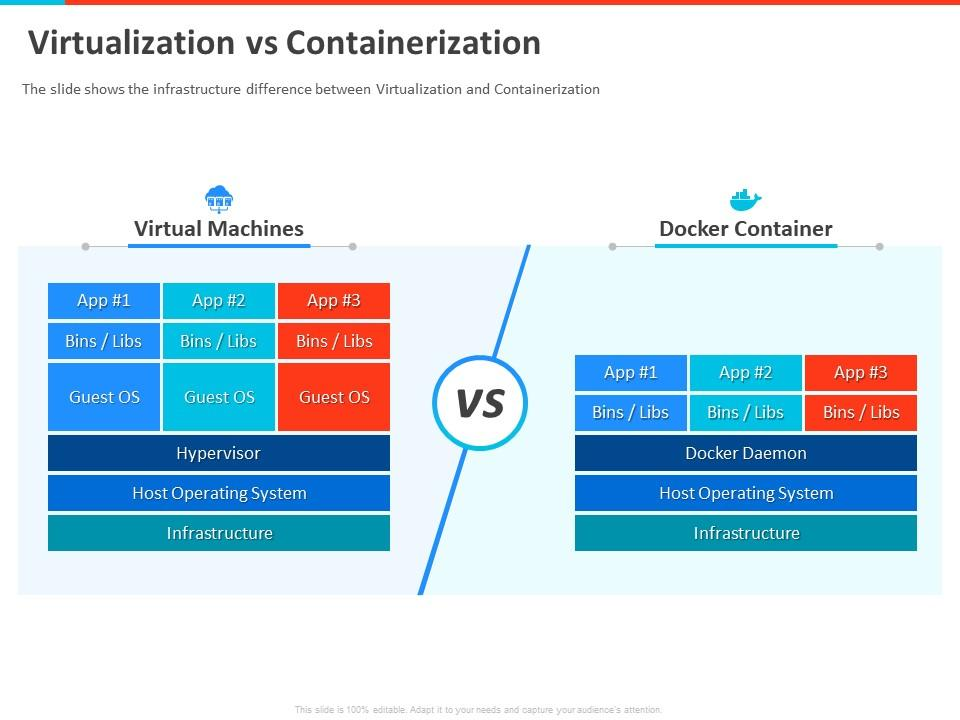 Virtualization vs Containerization
The slide shows the infrastructure difference between Virtualization and Containerization
Virtual Machines
App #1 App #2 App #3
Bins / Libs Bins / Libs Bins / Libs
Guest OS Guest OS Guest OS
Hypervisor
Host Operating System
Infrastructure
VS
Docker Container
App #1 App #2 App #3
Bins / Libs Bins / Libs Bins / Libs
Docker Daemon
Host Operating System
Infrastructure
This slide is 100% editable. Adapt it to your needs and capture your audience's attention.